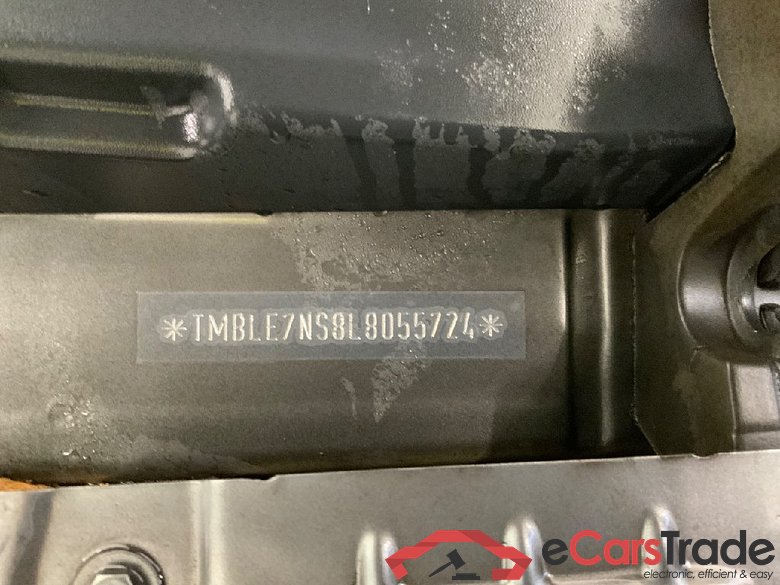 *TMBLE7NS8L8055724*
eCarsTrade
electronic, efficient & easy